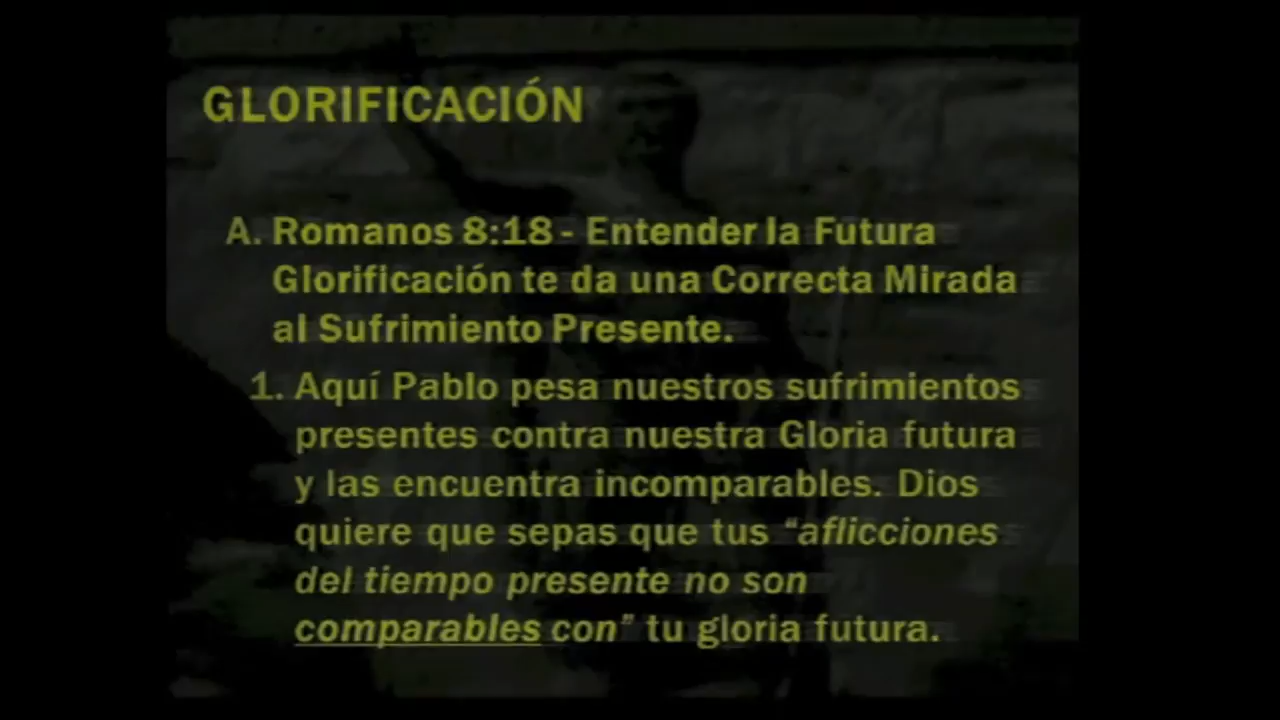 GLORIFICACIÓN
A. Romanos 8:18 - Entender la Futura
Glorificación te da una Correcta Mirada
al Sufrimiento Presente.
1. Aquí Pablo pesa nuestros sufrimientos
presentes contra nuestra Gloria futura
y las encuentra incomparables. Dios
quiere que sepas que tus “aflicciones
del tiempo presente no son
comparables con” tu gloria futura.